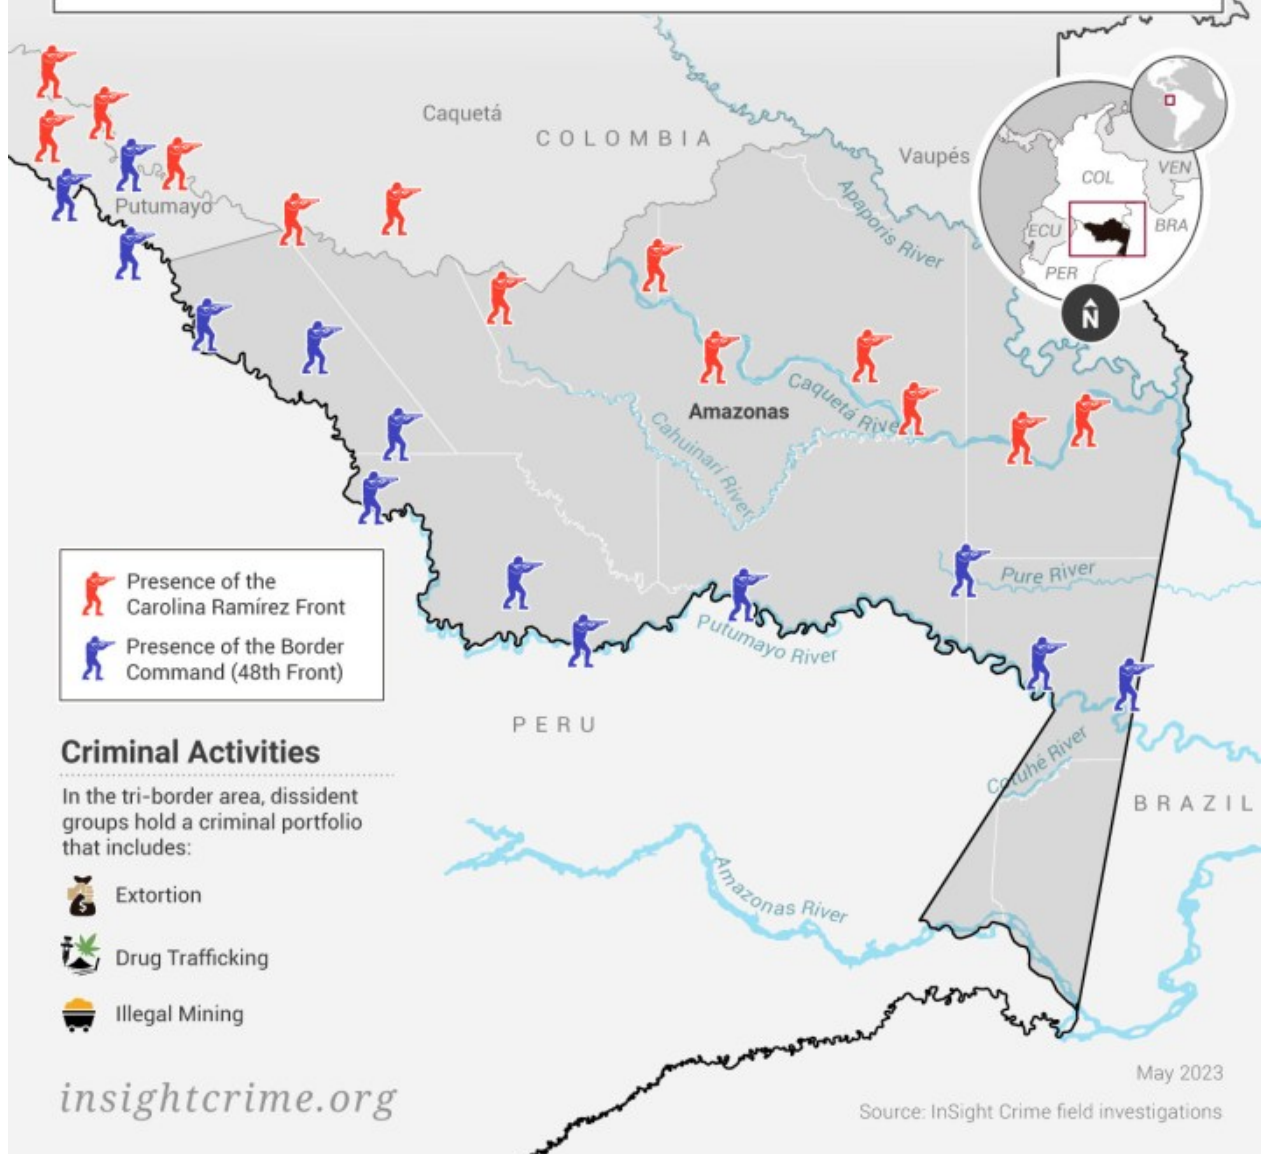 Caquetá
COLOMBIA
Vaupés
COL
VEN
ECU
BRA
PER
N
Putumayo
Apaporis River
Amazonas
Caquetá River
Cahuinarí River
Pure River
Putumayo River
PERU
Cotuhé River
BRAZIL
Amazonas River
Presence of the
Carolina Ramírez Front
Presence of the Border
Command (48th Front)
Criminal Activities
In the tri-border area, dissident
groups hold a criminal portfolio
that includes:
Extortion
Drug Trafficking
Illegal Mining
insightcrime.org
May 2023
Source: InSight Crime field investigations